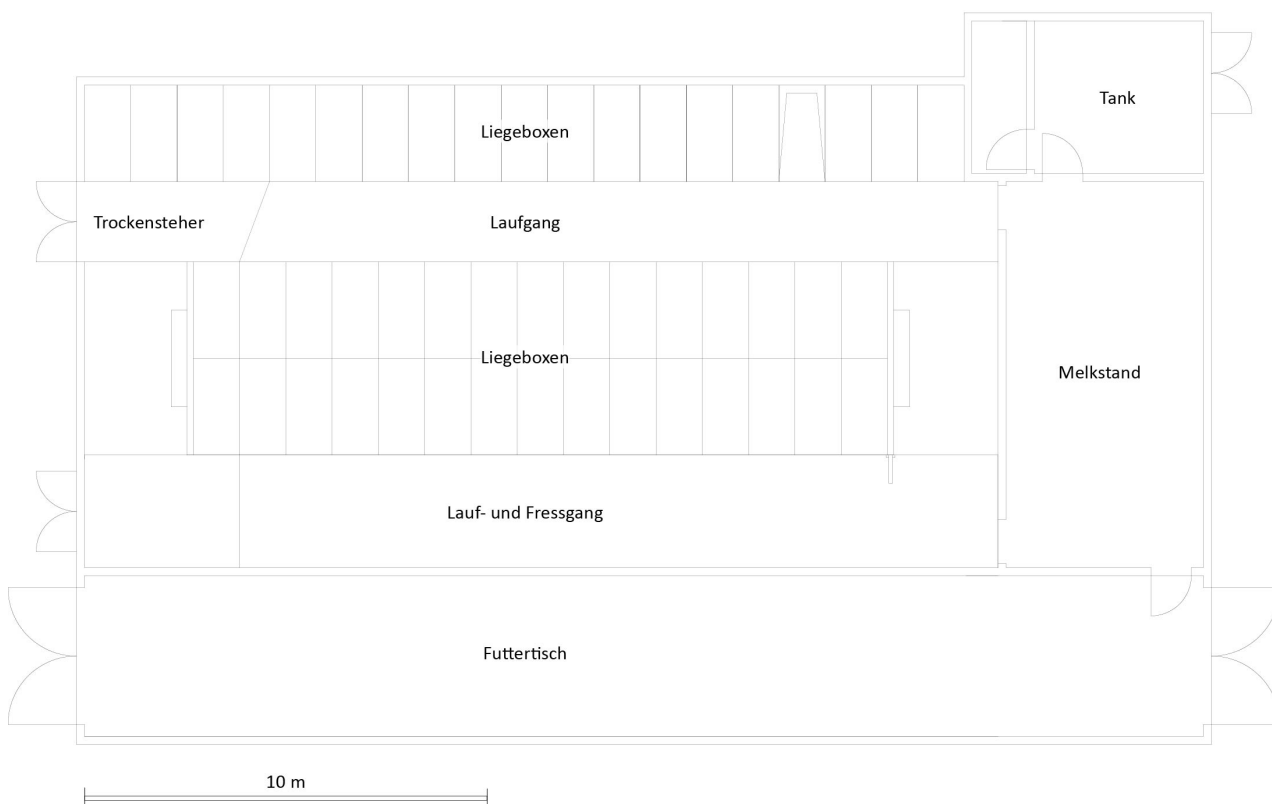 Tank
Liegeboxen
Trockensteher
Laufgang
Liegeboxen
Melkstand
Lauf- und Fressgang
Futtertisch
10 m